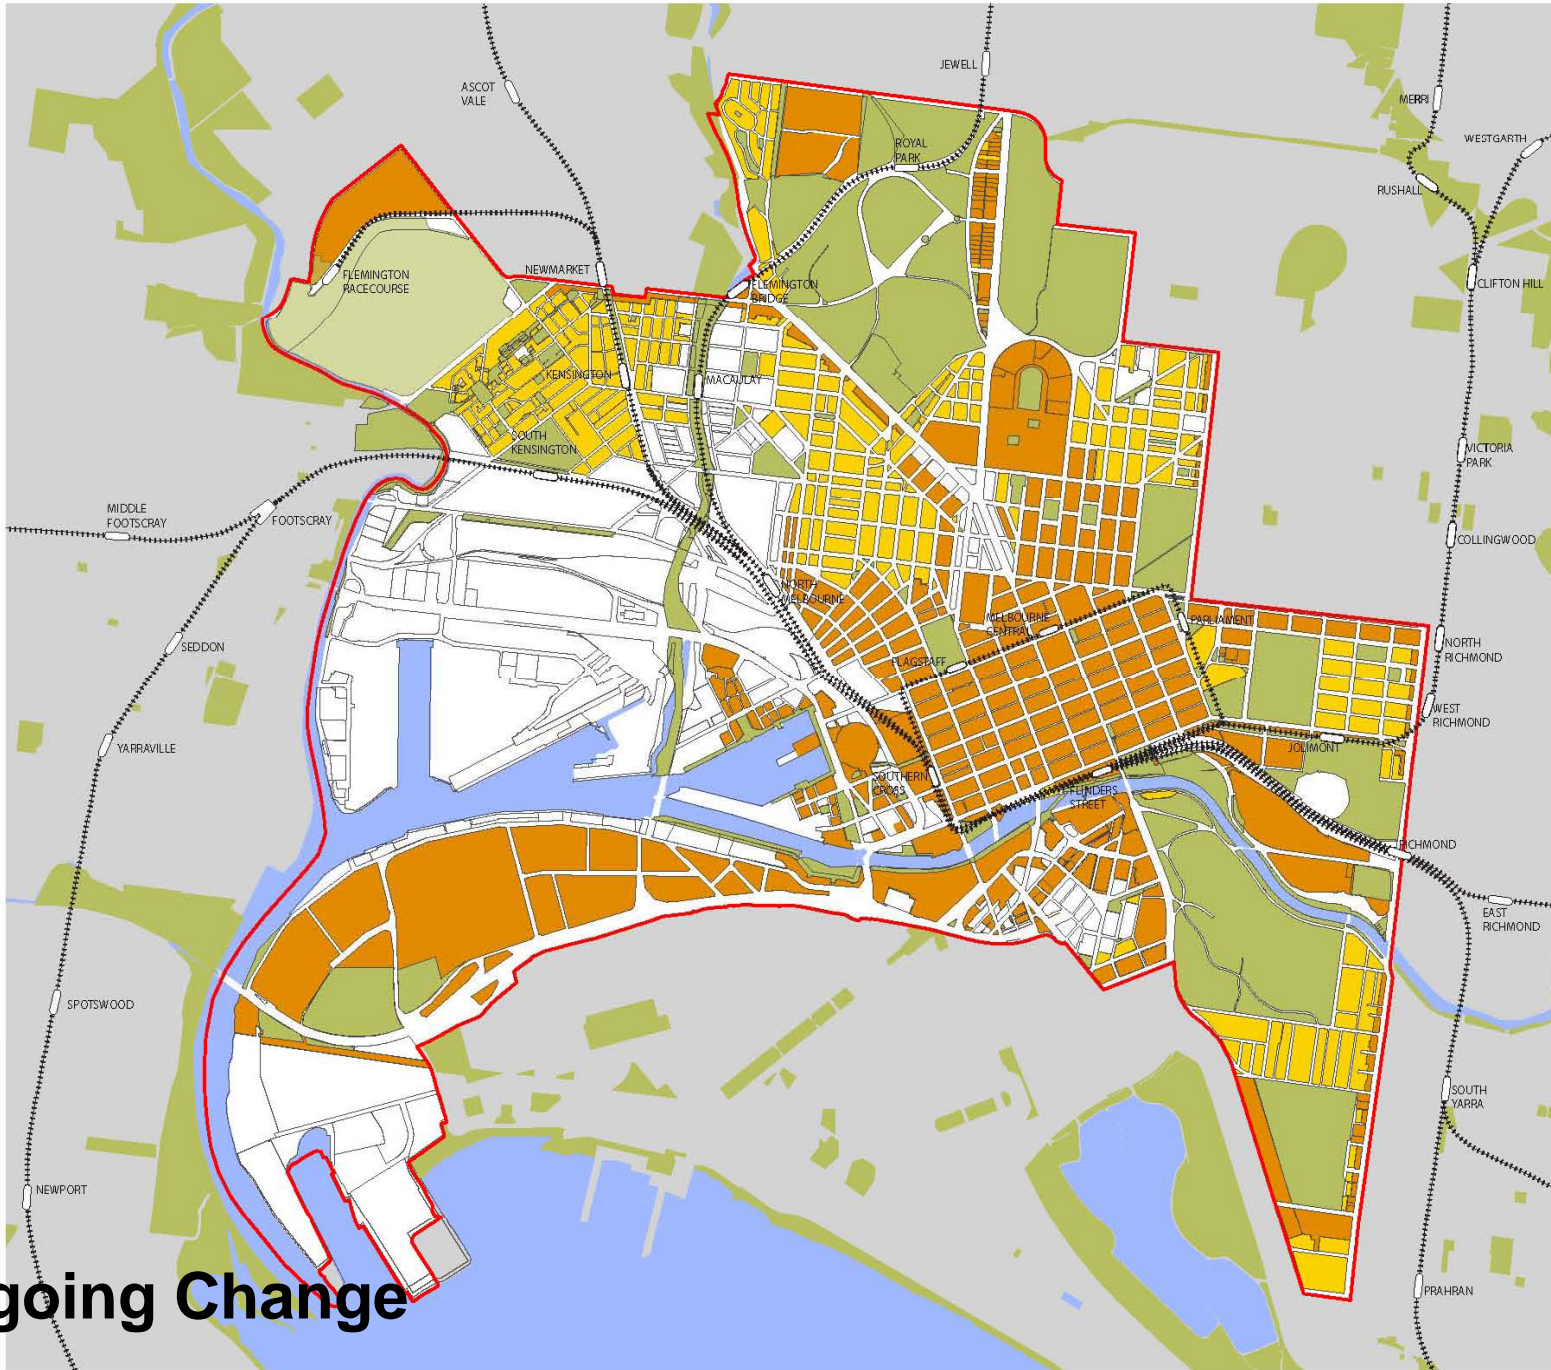 JEWELL
ASCOT
VALE
MERRI
WESTGARTH
ROYAL
PARK
RUSHALL
FLEMINGTON
RACECOURSE
NEWMARKET
FLEMINGTON
BRIDGE
CLIFTON HILL
KENSINGTON
MACAULAY
SOUTH
KENSINGTON
VICTORIA
PARK
MIDDLE
FOOTSCRAY
FOOTSCRAY
COLLINGWOOD
NORTH
MELBOURNE
MELBOURNE
CENTRAL
PARLIAMENT
SEDDON
FLAGSTAFF
NORTH
RICHMOND
WEST
RICHMOND
YARRAVILLE
JOLIMONT
SOUTHERN
CROSS
FLINDERS
STREET
RICHMOND
EAST
RICHMOND
SPOTSWOOD
SOUTH
YARRA
NEWPORT
PRAHRAN
going Change